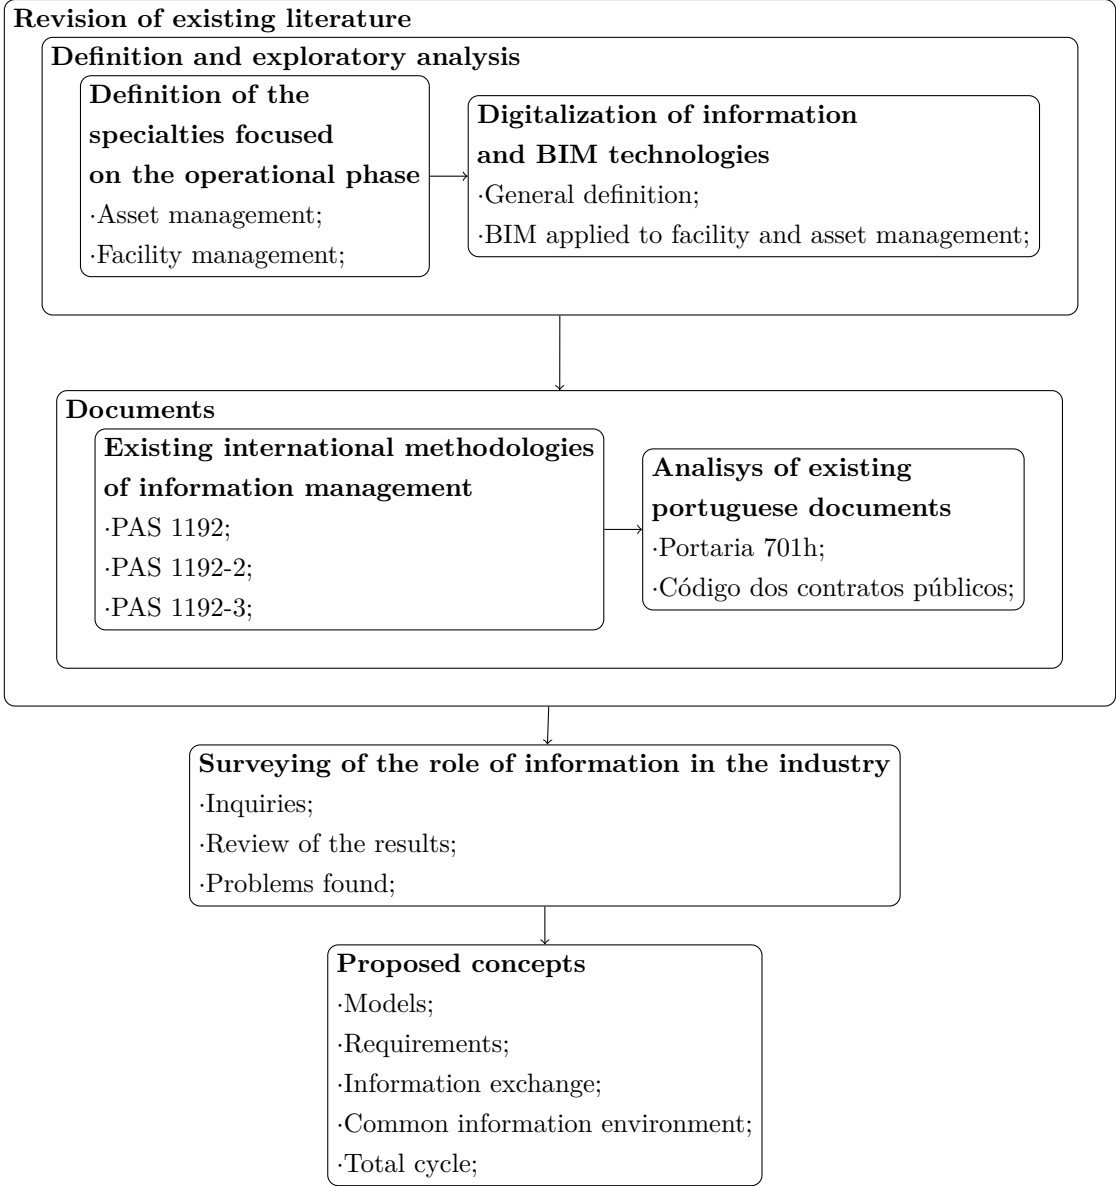 Revision of existing literature
Definition and exploratory analysis
Definition of the
specialties focused
on the operational phase
·Asset management;
·Facility management;
Digitalization of information
and BIM technologies
·General definition;
·BIM applied to facility and asset management;
Documents
Existing international methodologies
of information management
·PAS 1192;
·PAS 1192-2;
·PAS 1192-3;
Analisys of existing
portuguese documents
·Portaria 701h;
·Código dos contratos públicos;
Surveying of the role of information in the industry
·Inquiries;
·Review of the results;
·Problems found;
Proposed concepts
·Models;
·Requirements;
·Information exchange;
·Common information environment;
·Total cycle;